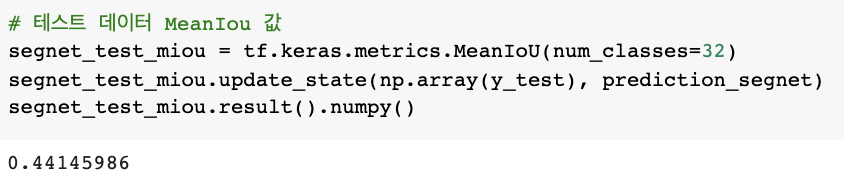 # 테스트 데이터 MeanIou 값
segnet_test_miou = tf.keras.metrics.MeanIoU(num_classes=32)
segnet_test_miou.update_state(np.array(y_test), prediction_segnet)
segnet_test_miou.result().numpy()
0.44145986